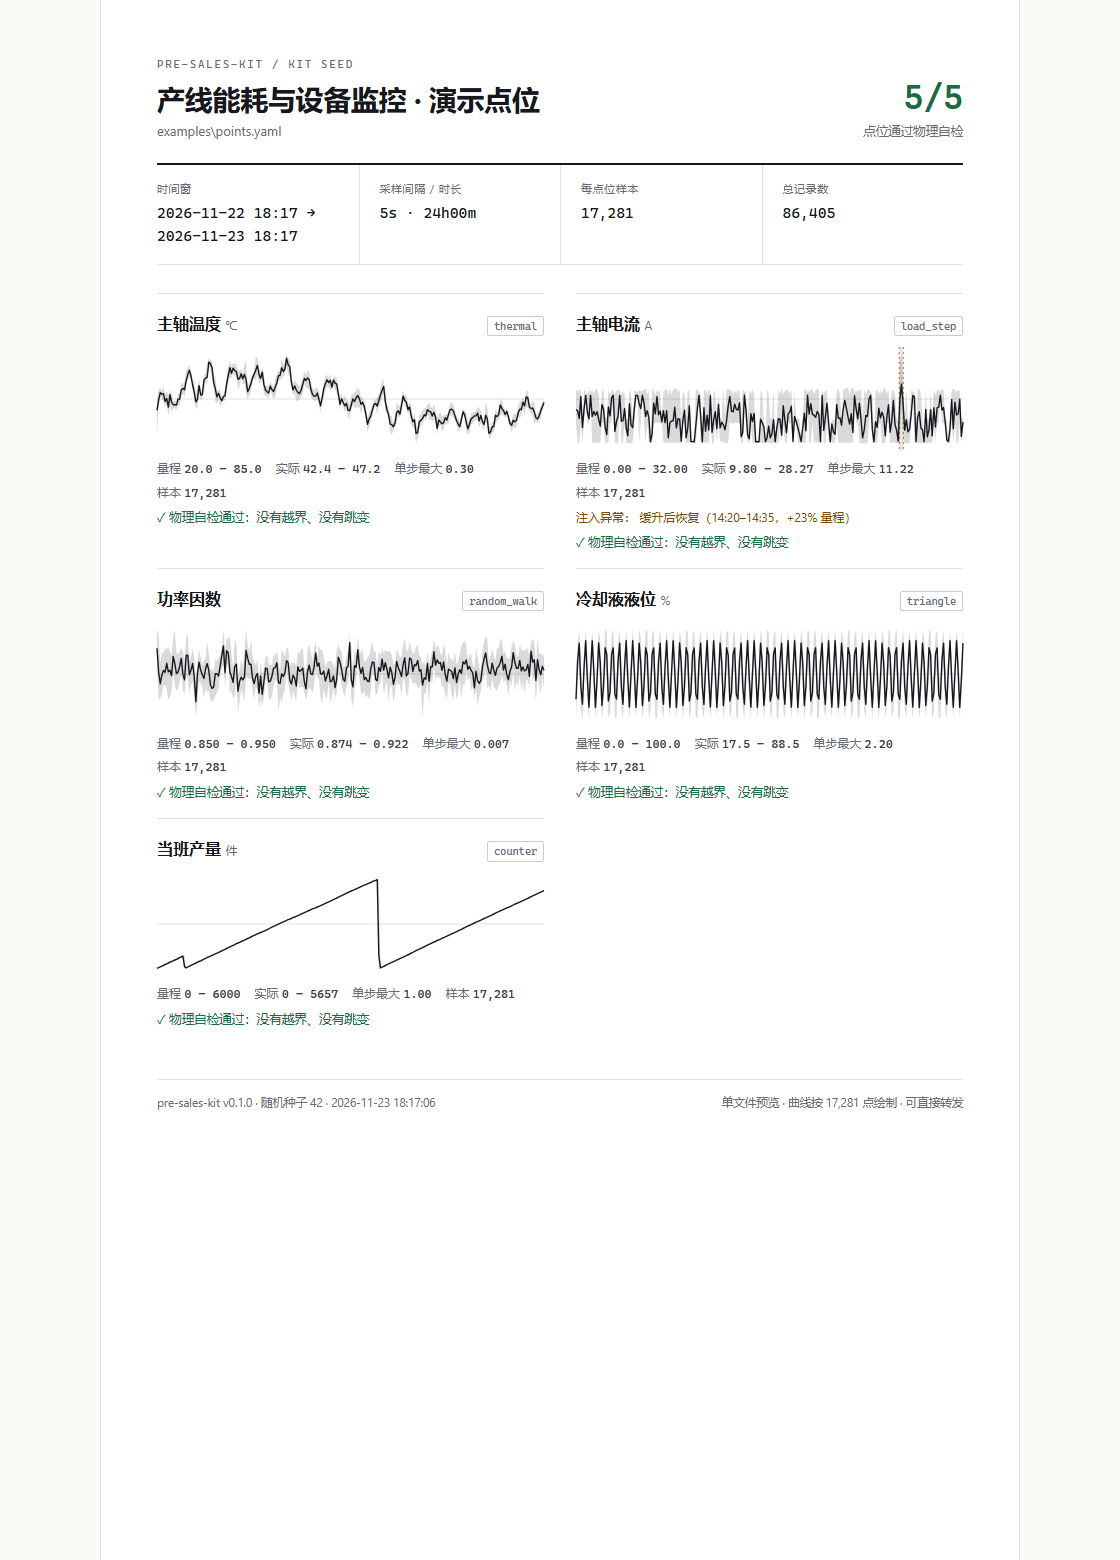 PRE-SALES-KIT / KIT SEED
产线能耗与设备监控 · 演示点位
examples\points.yaml
5/5
点位通过物理自检
时间窗
2026-11-22 18:17 →
2026-11-23 18:17
采样间隔 / 时长
5s · 24h00m
每点位样本
17,281
总记录数
86,405
主轴温度 ℃
thermal
量程 20.0 – 85.0 实际 42.4 – 47.2 单步最大 0.30
样本 17,281
✓ 物理自检通过：没有越界、没有跳变
主轴电流 A
load_step
量程 0.00 – 32.00 实际 9.80 – 28.27 单步最大 11.22
样本 17,281
注入异常： 缓升后恢复（14:20–14:35，+23% 量程）
✓ 物理自检通过：没有越界、没有跳变
功率因数
random_walk
量程 0.850 – 0.950 实际 0.874 – 0.922 单步最大 0.007
样本 17,281
✓ 物理自检通过：没有越界、没有跳变
冷却液液位 %
triangle
量程 0.0 – 100.0 实际 17.5 – 88.5 单步最大 2.20
样本 17,281
✓ 物理自检通过：没有越界、没有跳变
当班产量 件
counter
量程 0 – 6000 实际 0 – 5657 单步最大 1.00 样本 17,281
✓ 物理自检通过：没有越界、没有跳变
pre-sales-kit v0.1.0 · 随机种子 42 · 2026-11-23 18:17:06
单文件预览 · 曲线按 17,281 点绘制 · 可直接转发